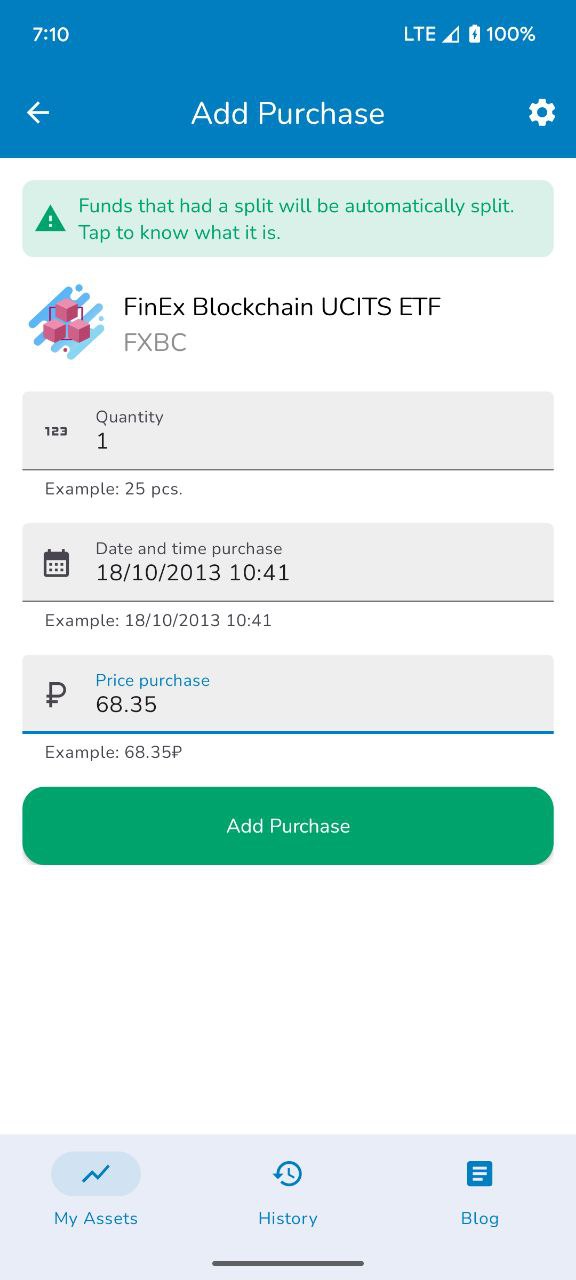 7:10
LTE 100%
Add Purchase
Funds that had a split will be automatically split.
Tap to know what it is.
FinEx Blockchain UCITS ETF
FXBC
123
Quantity
1
Example: 25 pcs.
Date and time purchase
18/10/2013 10:41
Example: 18/10/2013 10:41
₽
Price purchase
68.35
Example: 68.35₽
Add Purchase
My Assets
History
Blog